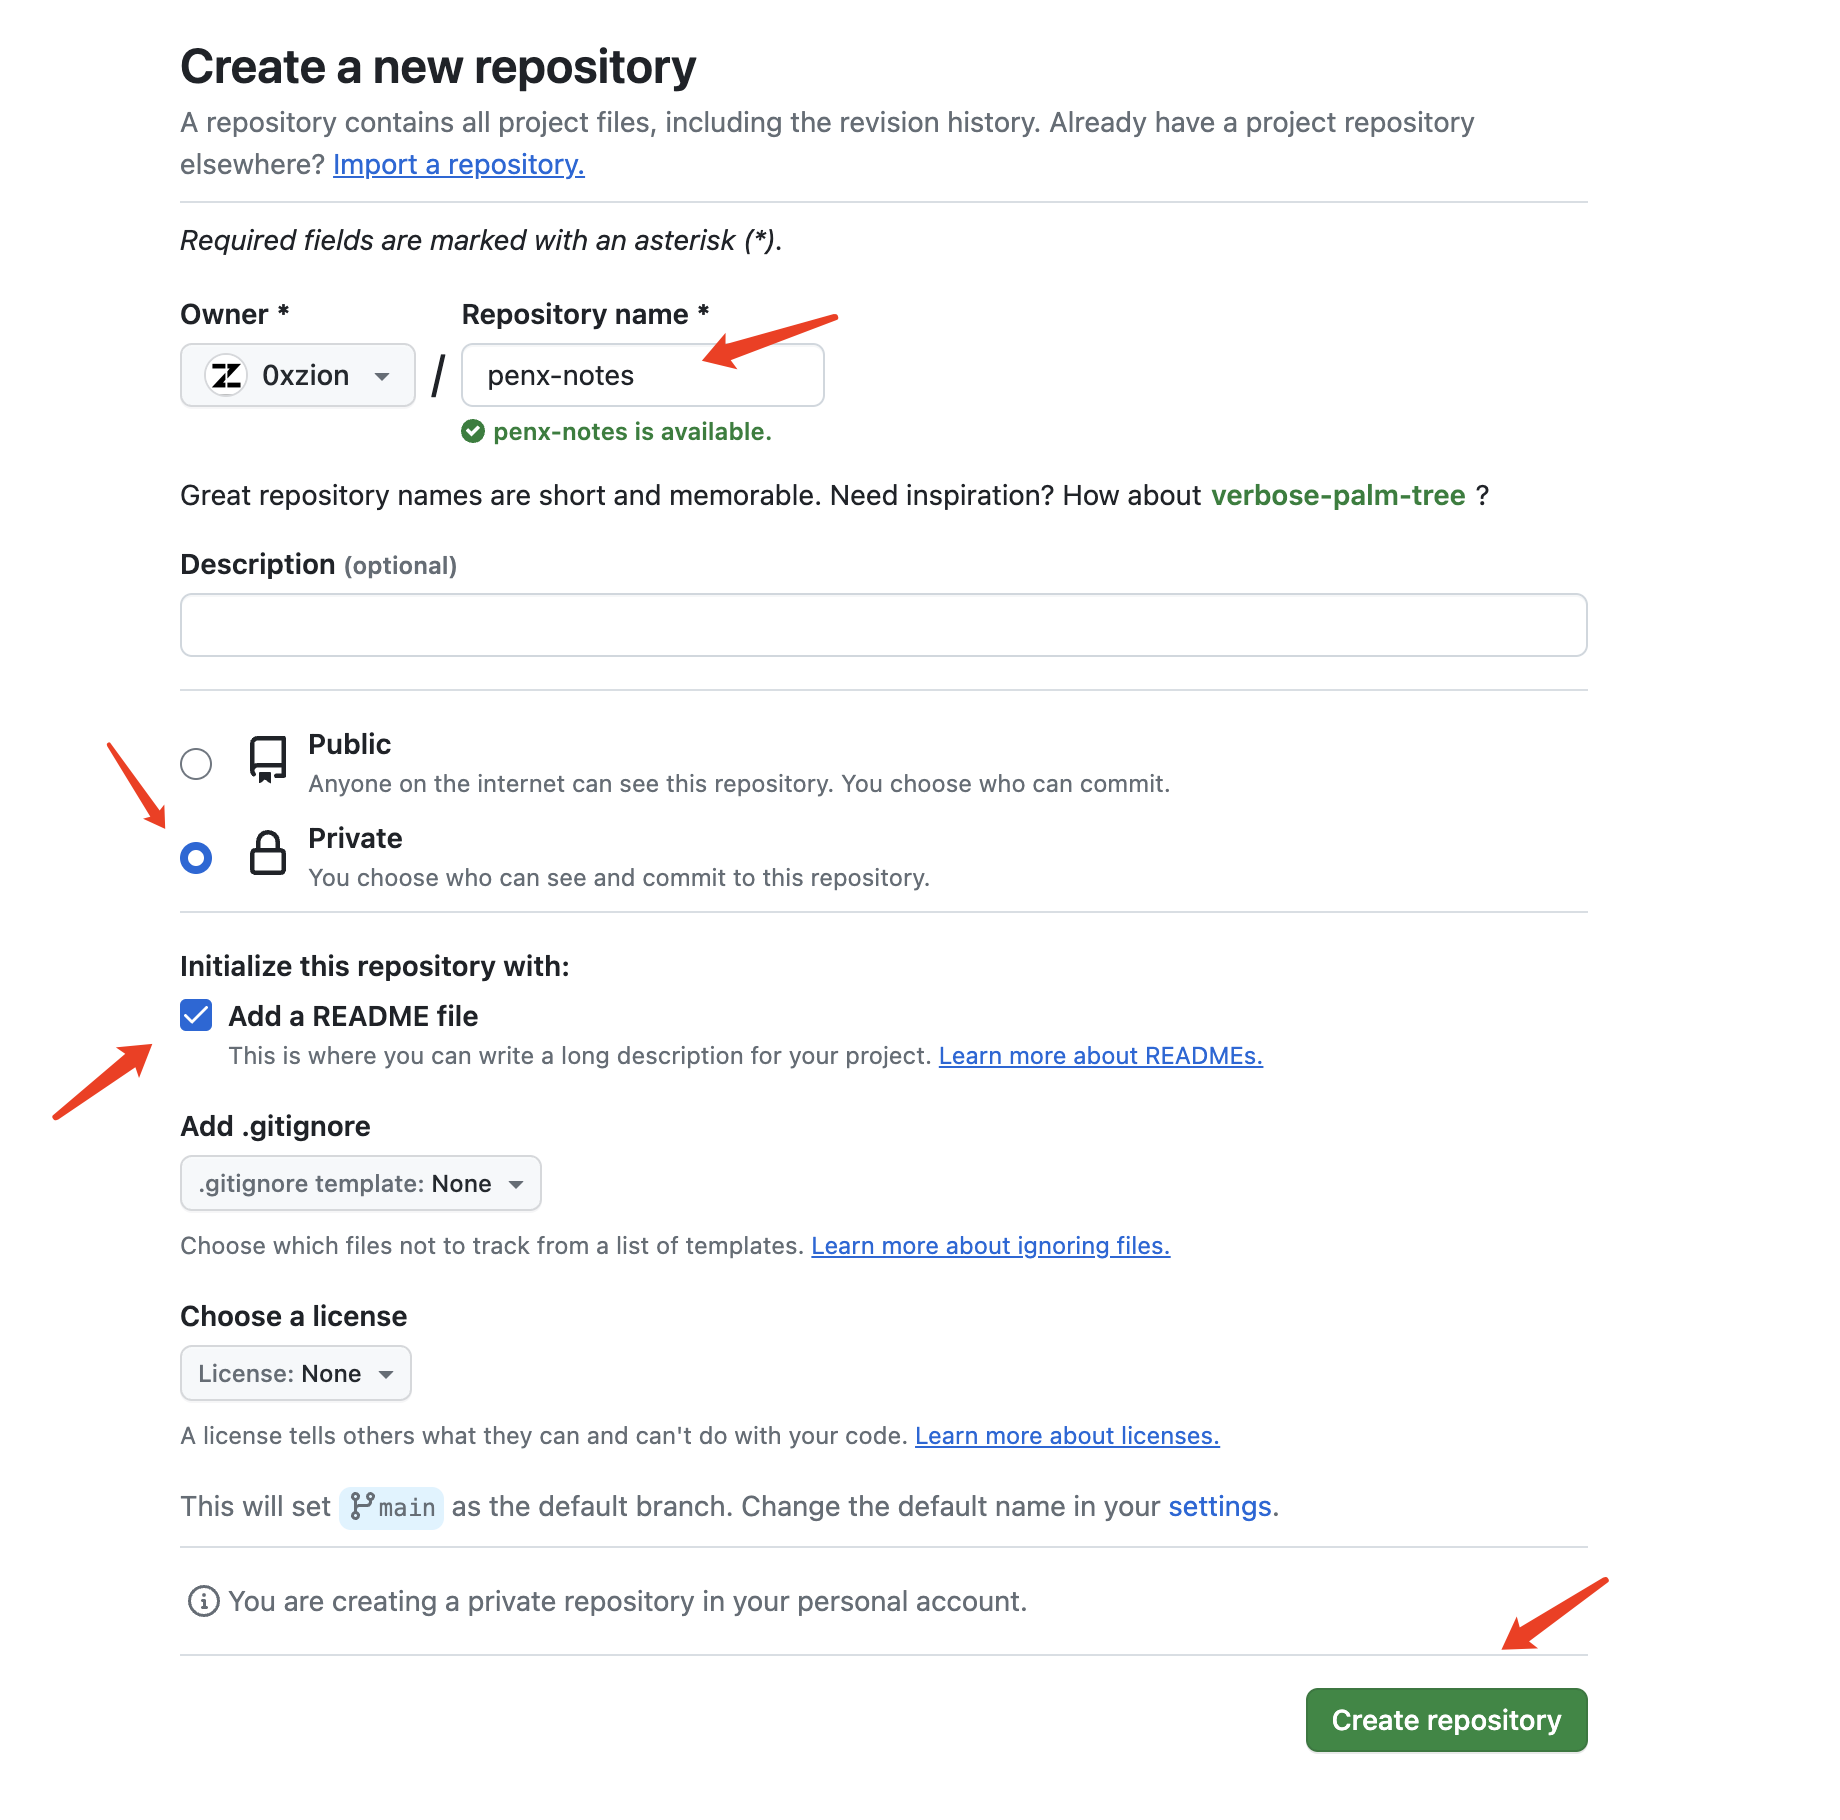 Create a new repository
A repository contains all project files, including the revision history. Already have a project repository
elsewhere? Import a repository.
Required fields are marked with an asterisk (*).
Owner *
Repository name *
0xzion
/
penx-notes
penx-notes is available.
Great repository names are short and memorable. Need inspiration? How about verbose-palm-tree ?
Description (optional)
Public
Anyone on the internet can see this repository. You choose who can commit.
Private
You choose who can see and commit to this repository.
Initialize this repository with:
Add a README file
This is where you can write a long description for your project. Learn more about READMEs.
Add .gitignore
.gitignore template: None
Choose which files not to track from a list of templates. Learn more about ignoring files.
Choose a license
License: None
A license tells others what they can and can't do with your code. Learn more about licenses.
This will set main as the default branch. Change the default name in your settings.
You are creating a private repository in your personal account.
Create repository